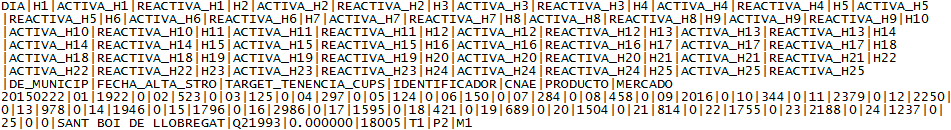 DIA|H1|ACTIVA_H1|REACTIVA_H1|H2|ACTIVA_H2|REACTIVA_H2|H3|ACTIVA_H3|REACTIVA_H3|H4|ACTIVA_H4|REACTIVA_H4|H5|ACTIVA_H5
|REACTIVA_H5|H6|ACTIVA_H6|REACTIVA_H6|H7|ACTIVA_H7|REACTIVA_H7|H8|ACTIVA_H8|REACTIVA_H8|H9|ACTIVA_H9|REACTIVA_H9|H10
|ACTIVA_H10|REACTIVA_H10|H11|ACTIVA_H11|REACTIVA_H11|H12|ACTIVA_H12|REACTIVA_H12|H13|ACTIVA_H13|REACTIVA_H13|H14
|ACTIVA_H14|REACTIVA_H14|H15|ACTIVA_H15|REACTIVA_H15|H16|ACTIVA_H16|REACTIVA_H16|H17|ACTIVA_H17|REACTIVA_H17|H18
|ACTIVA_H18|REACTIVA_H18|H19|ACTIVA_H19|REACTIVA_H19|H20|ACTIVA_H20|REACTIVA_H20|H21|ACTIVA_H21|REACTIVA_H21|H22
|ACTIVA_H22|REACTIVA_H22|H23|ACTIVA_H23|REACTIVA_H23|H24|ACTIVA_H24|REACTIVA_H24|H25|ACTIVA_H25|REACTIVA_H25
|DE_MUNICIP|FECHA_ALTA_STRO|TARGET_TENENCIA_CUPS|IDENTIFICADOR|CNAE|PRODUCTO|MERCADO
20150222|01|1922|0|02|523|0|03|125|0|04|297|0|05|124|0|06|150|0|07|284|0|08|458|0|09|2016|0|10|344|0|11|2379|0|12|2250
|0|13|978|0|14|1946|0|15|1796|0|16|2986|0|17|1595|0|18|421|0|19|689|0|20|1504|0|21|814|0|22|1755|0|23|2188|0|24|1237|0|
25|0|0|SANT BOI DE LLOBREGAT|Q21993|0.000000|18005|T1|P2|M1